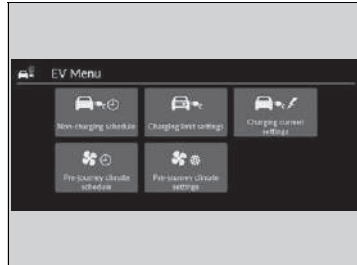 EV Menu
Non-charging schedule
Charging limit settings
Charging current
settings
Pre-journey climate
schedule
Pre-journey climate
settings